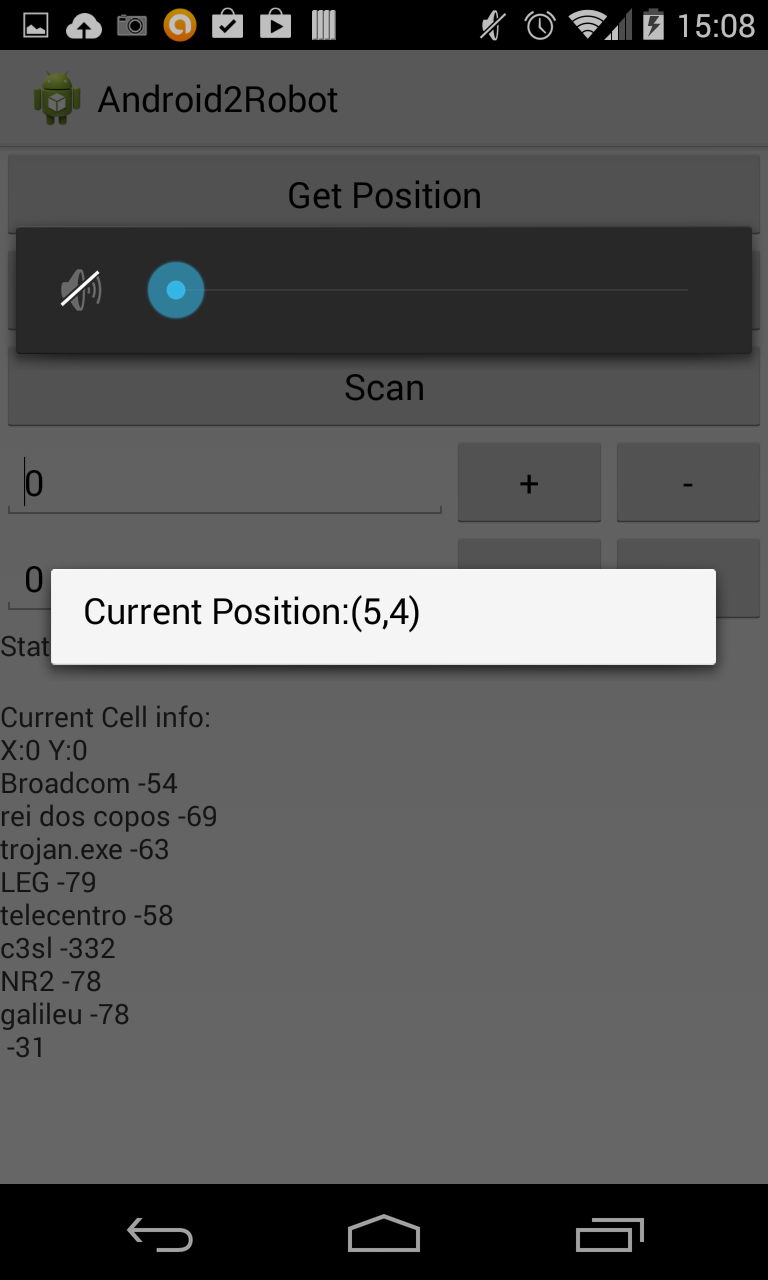 15:08
Android2Robot
Get Position
Scan
0
+
-
0
Current Position:(5,4)
Stat
Current Cell info:
X:0 Y:0
Broadcom -54
rei dos copos -69
trojan.exe -63
LEG -79
telecentro -58
c3sl -332
NR2 -78
galileu -78
-31